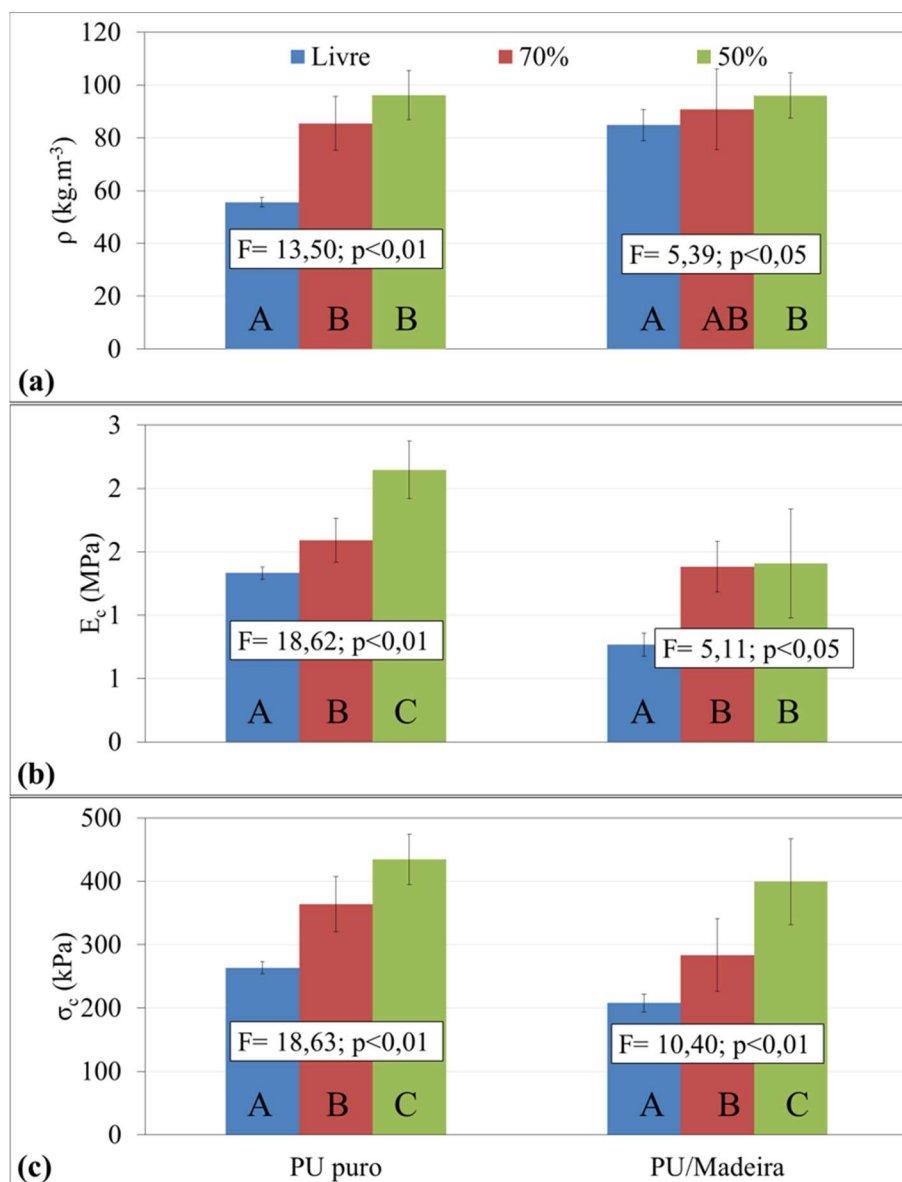 120
Livre 70% 50%
100
80
ρ (kg.m-3)
60
F= 13,50; p<0,01 F= 5,39; p<0,05
40
20
A B B A AB B
0
(a)
3
2
2
Ec (MPa)
F= 18,62; p<0,01 F= 5,11; p<0,05
1
1
A B C A B B
0
(b)
500
400
300
σc (kPa)
200
F= 18,63; p<0,01 F= 10,40; p<0,01
100
A B C A B C
0
(c) PU puro PU/Madeira